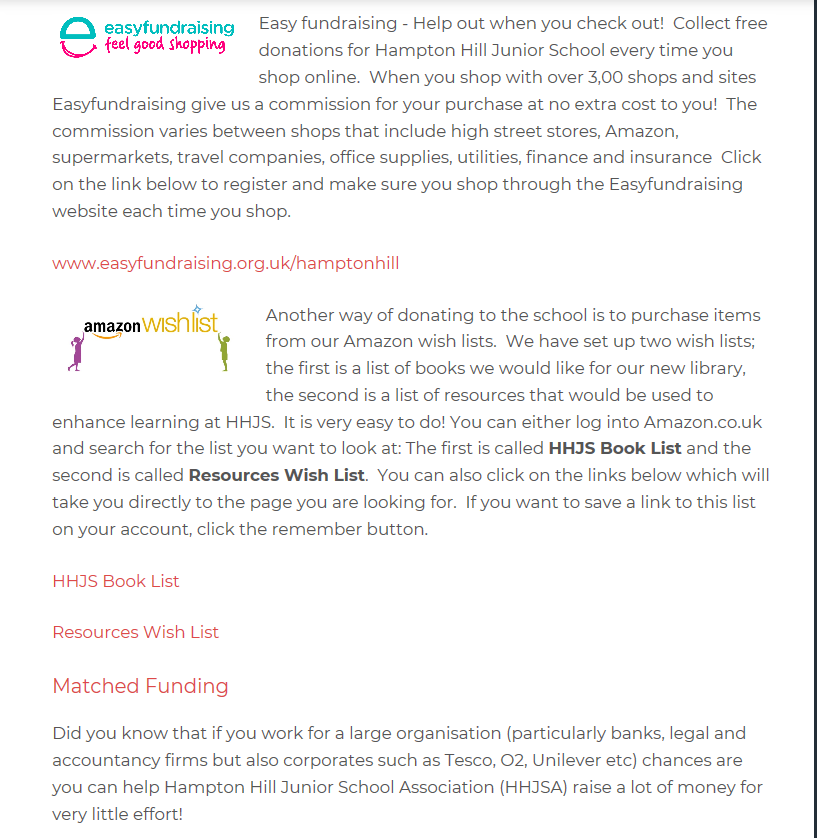 easyfundraising
feel good shopping
Easy fundraising - Help out when you check out!  Collect free
donations for Hampton Hill Junior School every time you
shop online.  When you shop with over 3,00 shops and sites
Easyfundraising give us a commission for your purchase at no extra cost to you!  The
commission varies between shops that include high street stores, Amazon,
supermarkets, travel companies, office supplies, utilities, finance and insurance  Click
on the link below to register and make sure you shop through the Easyfundraising
website each time you shop.
www.easyfundraising.org.uk/hamptonhill
amazon wishlist
Another way of donating to the school is to purchase items
from our Amazon wish lists.  We have set up two wish lists;
the first is a list of books we would like for our new library,
the second is a list of resources that would be used to
enhance learning at HHJS.  It is very easy to do! You can either log into Amazon.co.uk
and search for the list you want to look at: The first is called HHJS Book List and the
second is called Resources Wish List.  You can also click on the links below which will
take you directly to the page you are looking for.  If you want to save a link to this list
on your account, click the remember button.
HHJS Book List
Resources Wish List
Matched Funding
Did you know that if you work for a large organisation (particularly banks, legal and
accountancy firms but also corporates such as Tesco, O2, Unilever etc) chances are
you can help Hampton Hill Junior School Association (HHJSA) raise a lot of money for
very little effort!